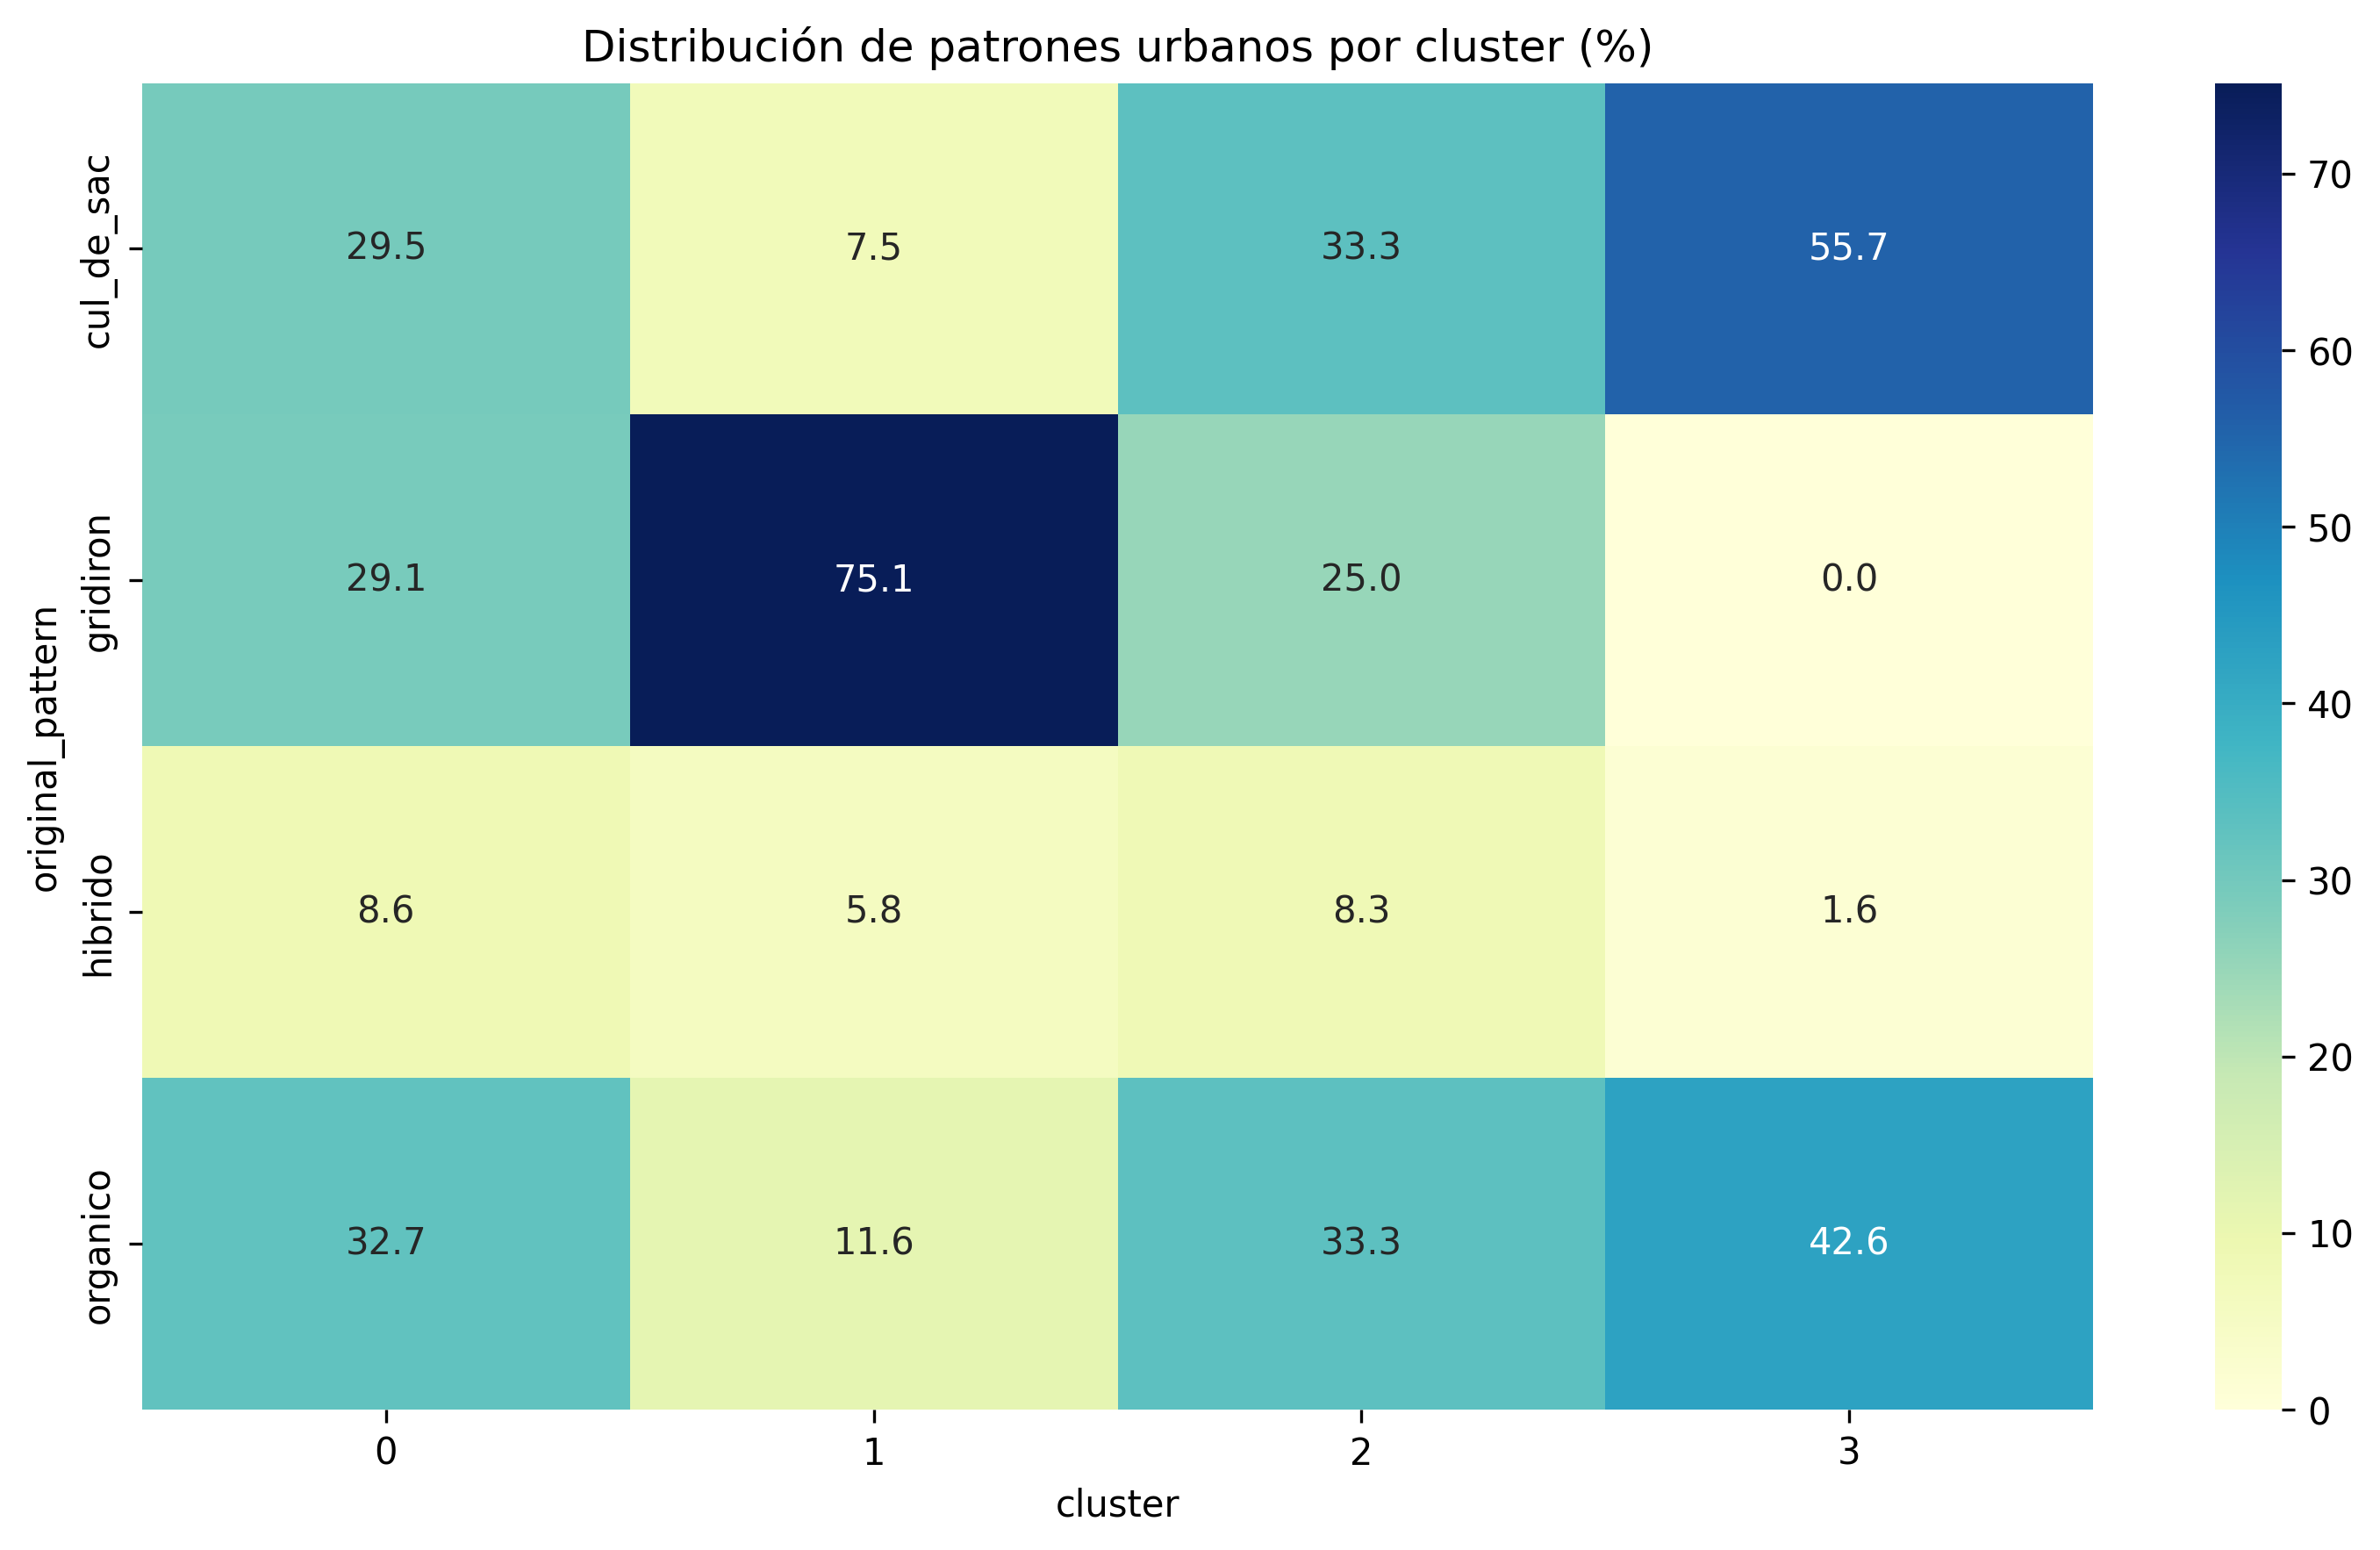 Distribución de patrones urbanos por cluster (%)
original_pattern
cul_de_sac
29.5 7.5 33.3 55.7
gridiron
29.1 75.1 25.0 0.0
hibrido
8.6 5.8 8.3 1.6
organico
32.7 11.6 33.3 42.6
0 1 2 3
cluster
70
60
50
40
30
20
10
0